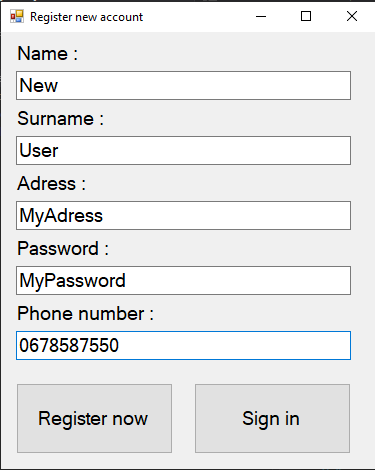 Register new account
Name :
New
Surname :
User
Adress :
MyAdress
Password :
MyPassword
Phone number :
0678587550
Register now
Sign in